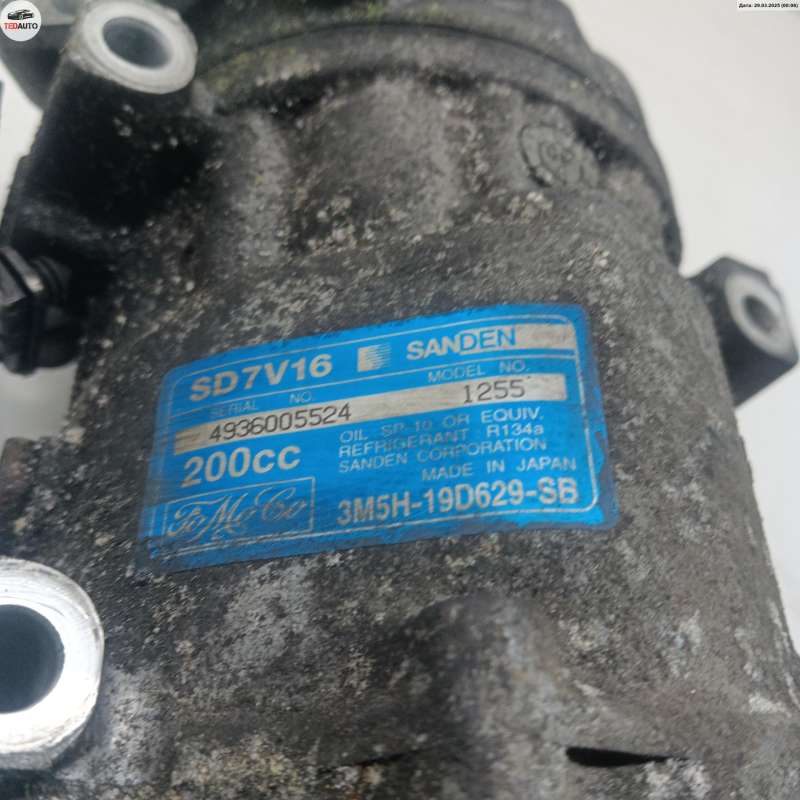 TEDAUTO
Дата: 29.03.2025 (00:06)
SD7V16 SANDEN
SERIAL NO. MODEL NO.
4936005524 1255
200cc
OIL SP-10 OR EQUIV.
REFRIGERANT R134a
SANDEN CORPORATION
MADE IN JAPAN
FoMoCo 3M5H-19D629-SB